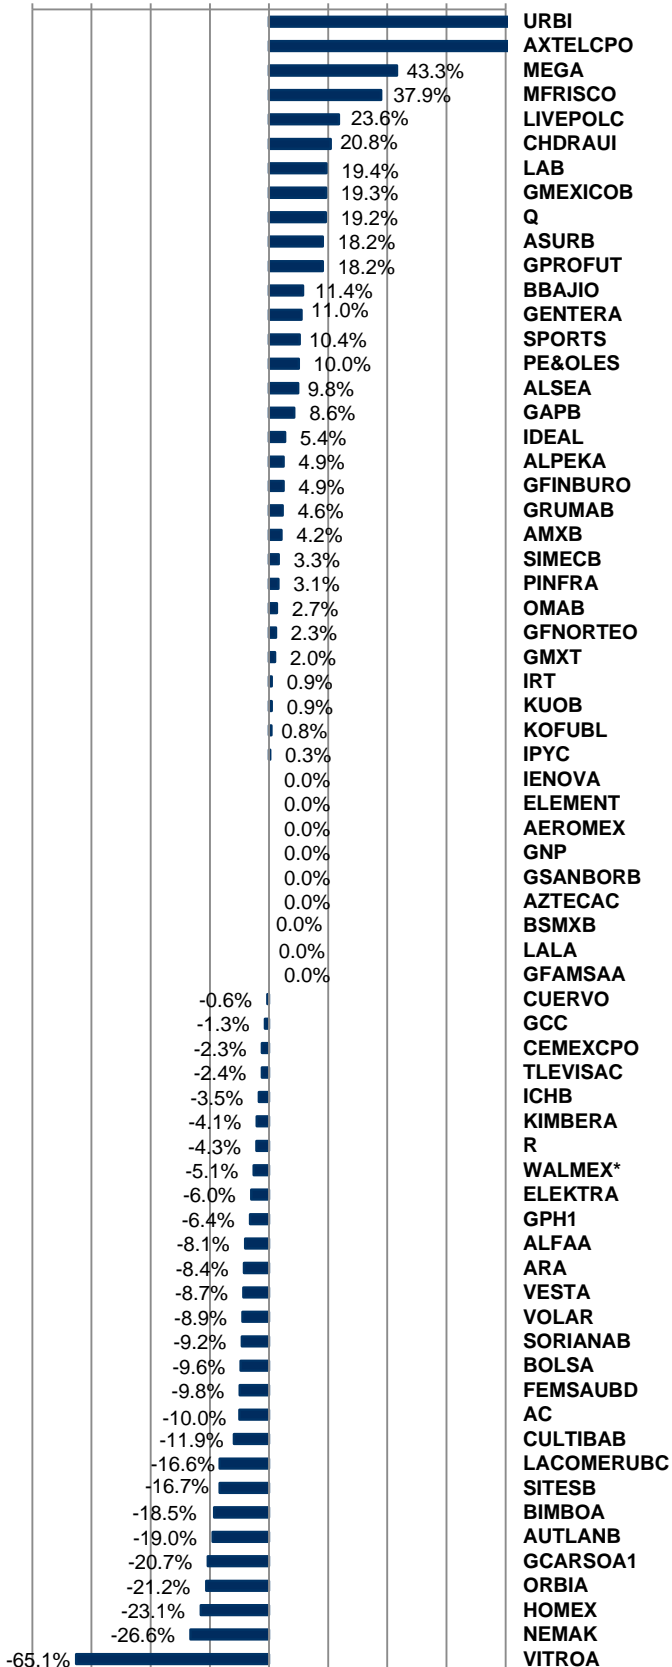 URBI
AXTELCPO
43.3% MEGA
37.9% MFRISCO
23.6% LIVEPOLC
20.8% CHDRAUI
19.4% LAB
19.3% GMEXICOB
19.2% Q
18.2% ASURB
18.2% GPROFUT
11.4% BBAJIO
11.0% GENTERA
10.4% SPORTS
10.0% PE&OLES
9.8% ALSEA
8.6% GAPB
5.4% IDEAL
4.9% ALPEKA
4.9% GFINBURO
4.6% GRUMAB
4.2% AMXB
3.3% SIMECB
3.1% PINFRA
2.7% OMAB
2.3% GFNORTEO
2.0% GMXT
0.9% IRT
0.9% KUOB
0.8% KOFUBL
0.3% IPYC
0.0% IENOVA
0.0% ELEMENT
0.0% AEROMEX
0.0% GNP
0.0% GSANBORB
0.0% AZTECAC
0.0% BSMXB
0.0% LALA
0.0% GFAMSAA
-0.6% CUERVO
-1.3% GCC
-2.3% CEMEXCPO
-2.4% TLEVISAC
-3.5% ICHB
-4.1% KIMBERA
-4.3% R
-5.1% WALMEX*
-6.0% ELEKTRA
-6.4% GPH1
-8.1% ALFAA
-8.4% ARA
-8.7% VESTA
-8.9% VOLAR
-9.2% SORIANAB
-9.6% BOLSA
-9.8% FEMSAUBD
-10.0% AC
-11.9% CULTIBAB
-16.6% LACOMERUBC
-16.7% SITESB
-18.5% BIMBOA
-19.0% AUTLANB
-20.7% GCARSOA1
-21.2% ORBIA
-23.1% HOMEX
-26.6% NEMAK
-65.1% VITROA